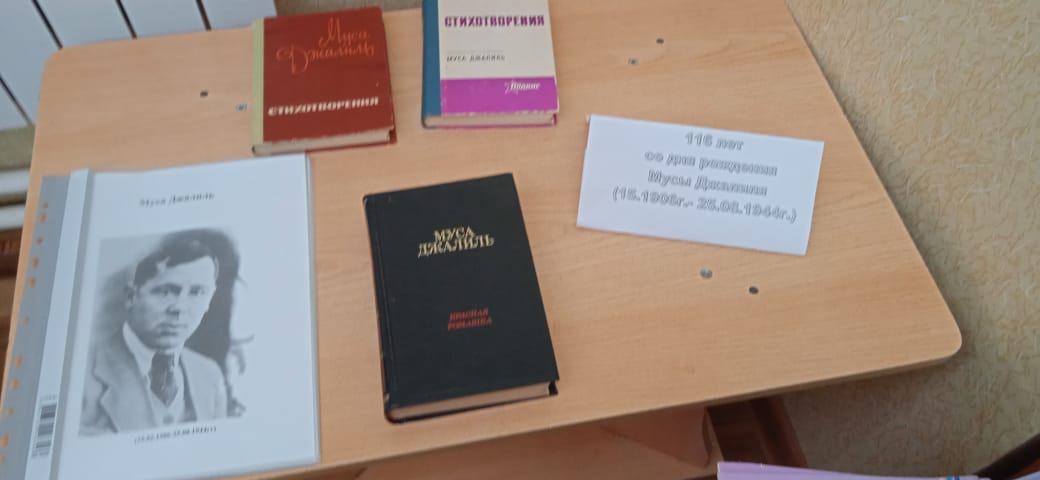 Муса
Джалиль
СТИХОТВОРЕНИЯ
СТИХОТВОРЕНИЯ
МУСА ДЖАЛИЛЬ
116 лет
со дня рождения
Мусы Джалиля
(15.1906г.- 25.08.1944г.)
Муса Джалиль
МУСА
ДЖАЛИЛЬ
КРАСНАЯ
РОМАШКА